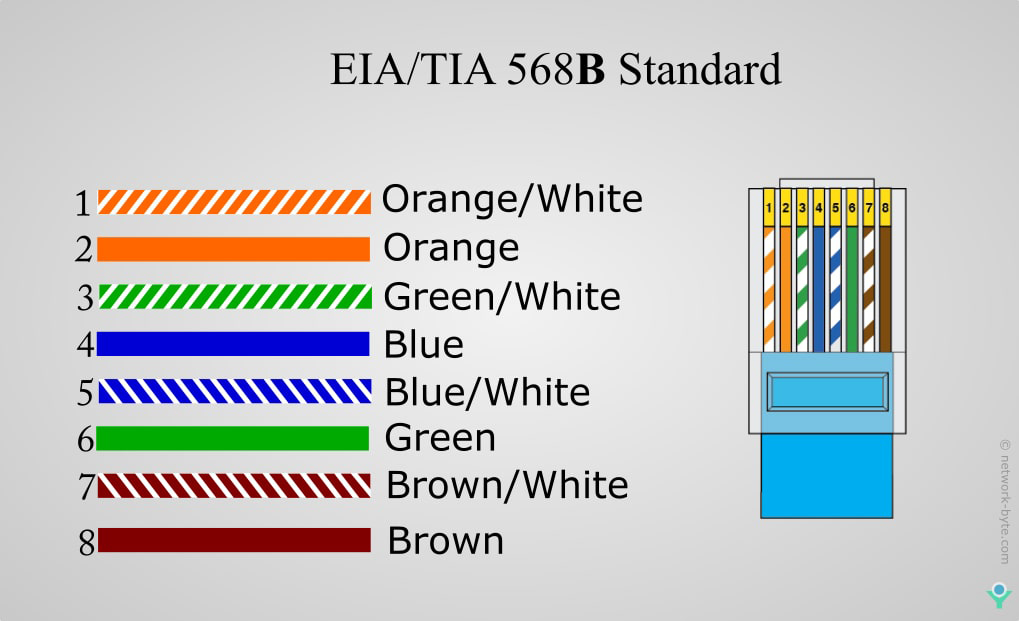 EIA/TIA 568B Standard
1 Orange/White
2 Orange
3 Green/White
4 Blue
5 Blue/White
6 Green
7 Brown/White
8 Brown
1 2 3 4 5 6 7 8
© network-byte.com